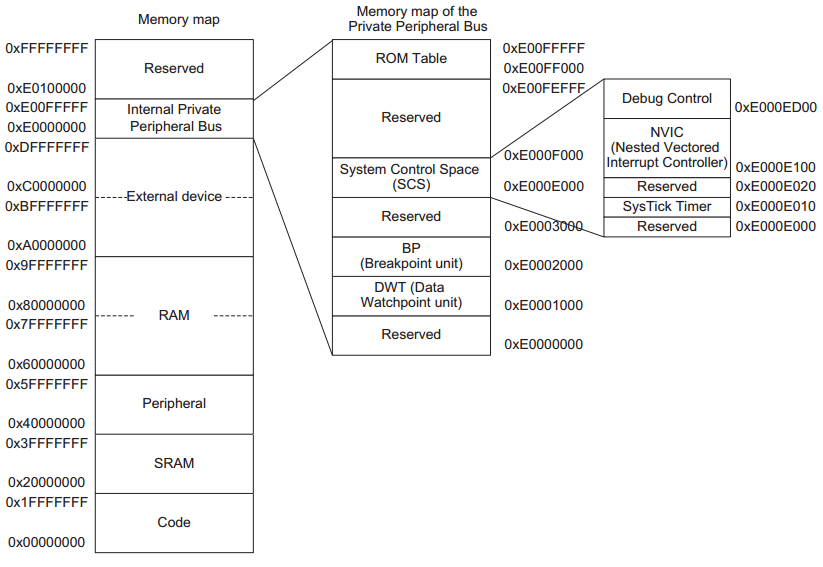 Memory map
0xFFFFFFFF
Reserved
0xE0100000
0xE00FFFFF
Internal Private
Peripheral Bus
0xE0000000
0xDFFFFFFF
0xC0000000
External device
0xBFFFFFFF
0xA0000000
0x9FFFFFFF
0x80000000
RAM
0x7FFFFFFF
0x60000000
0x5FFFFFFF
Peripheral
0x40000000
0x3FFFFFFF
SRAM
0x20000000
0x1FFFFFFF
Code
0x00000000
Memory map of the
Private Peripheral Bus
ROM Table
0xE00FFFFF
0xE00FF000
0xE00FEFFF
Reserved
0xE000F000
System Control Space
(SCS)
0xE000E000
Reserved
0xE0003000
BP
(Breakpoint unit)
0xE0002000
DWT (Data
Watchpoint unit)
0xE0001000
Reserved
0xE0000000
Debug Control
0xE000ED00
NVIC
(Nested Vectored
Interrupt Controller)
0xE000E100
Reserved
0xE000E020
SysTick Timer
0xE000E010
Reserved
0xE000E000